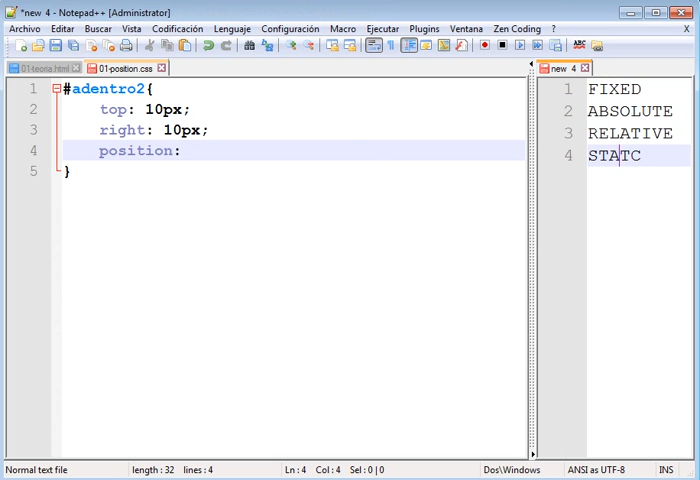 *new  4 - Notepad++ [Administrator]
Archivo Editar Buscar Vista Codificación Lenguaje Configuración Macro Ejecutar Plugins Ventana Zen Coding ? X
01-teoria.html 01-position.css new 4
1 #adentro2{
2 top: 10px;
3 right: 10px;
4 position:
5 }
1 FIXED
2 ABSOLUTE
3 RELATIVE
4 STATC
Normal text file length : 32 lines : 4 Ln : 4 Col : 4 Sel : 0 | 0 Dos\Windows ANSI as UTF-8 INS